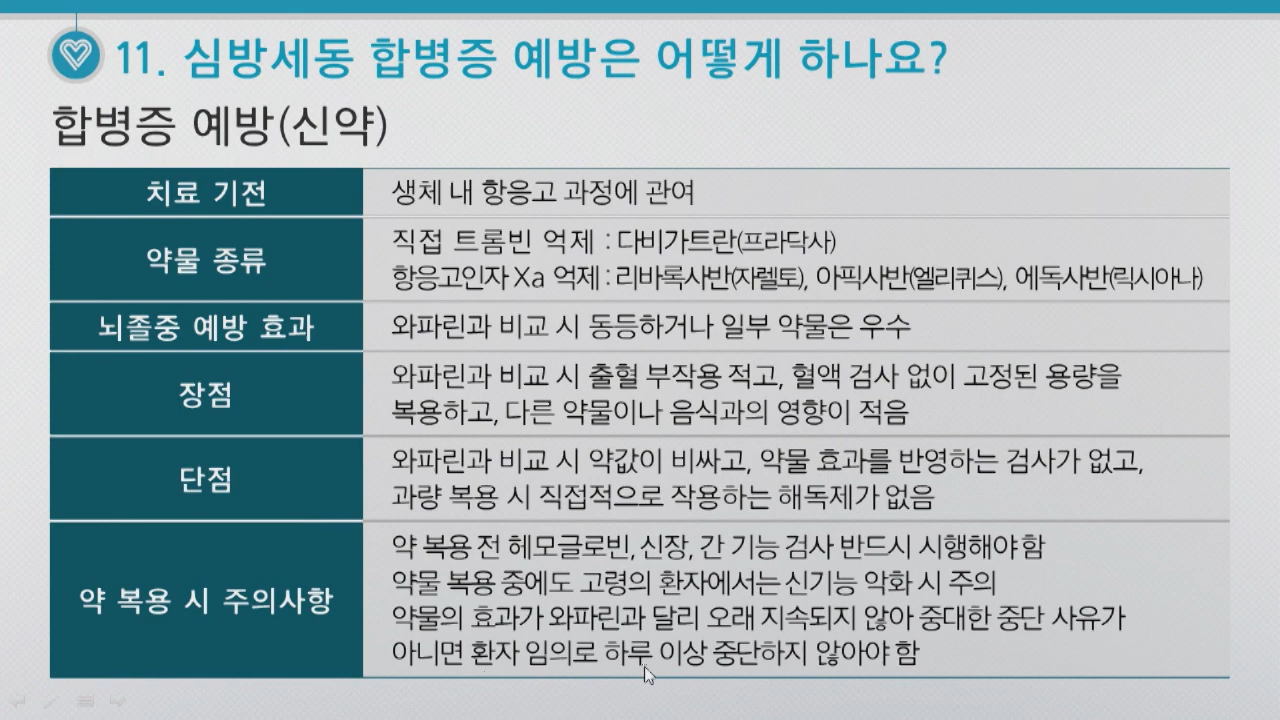 11. 심방세동 합병증 예방은 어떻게 하나요?
합병증 예방(신약)
치료 기전
생체 내 항응고 과정에 관여
약물 종류
직접 트롬빈 억제 : 다비가트란(프라닥사)
항응고인자 Xa 억제 : 리바록사반(자렐토), 아픽사반(엘리퀴스), 에독사반(릭시아나)
뇌졸중 예방 효과
와파린과 비교 시 동등하거나 일부 약물은 우수
장점
와파린과 비교 시 출혈 부작용 적고, 혈액 검사 없이 고정된 용량을
복용하고, 다른 약물이나 음식과의 영향이 적음
단점
와파린과 비교 시 약값이 비싸고, 약물 효과를 반영하는 검사가 없고,
과량 복용 시 직접적으로 작용하는 해독제가 없음
약 복용 시 주의사항
약 복용 전 헤모글로빈, 신장, 간 기능 검사 반드시 시행해야 함
약물 복용 중에도 고령의 환자에서는 신기능 악화 시 주의
약물의 효과가 와파린과 달리 오래 지속되지 않아 중대한 중단 사유가
아니면 환자 임의로 하루 이상 중단하지 않아야 함